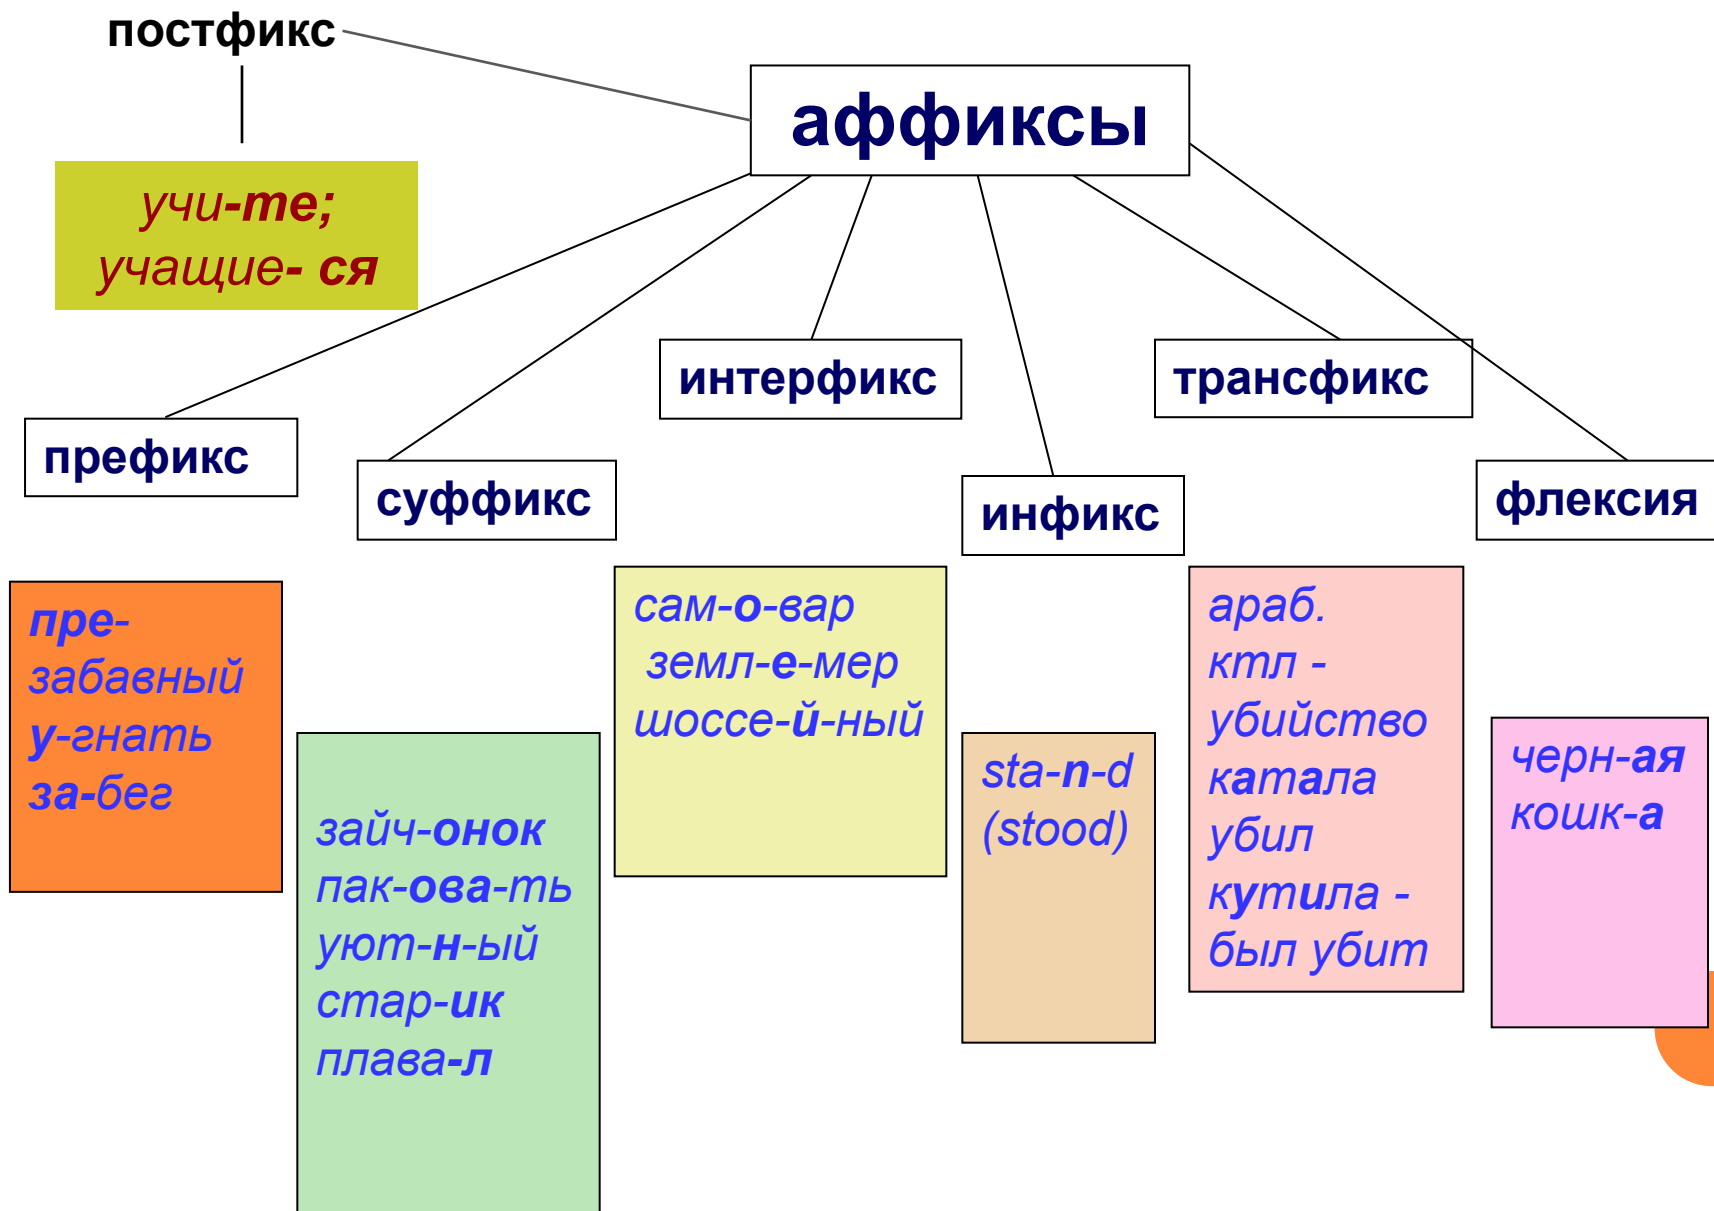 постфикс
аффиксы
учи-те;
учащие- ся
интерфикс
трансфикс
префикс
суффикс
инфикс
флексия
пре-
забавный
у-гнать
за-бег
зайч-онок
пак-ова-ть
уют-н-ый
стар-ик
плава-л
сам-о-вар
земл-е-мер
шоссе-й-ный
sta-n-d
(stood)
араб.
ктл -
убийство
катала
убил
кутила -
был убит
черн-ая
кошк-а